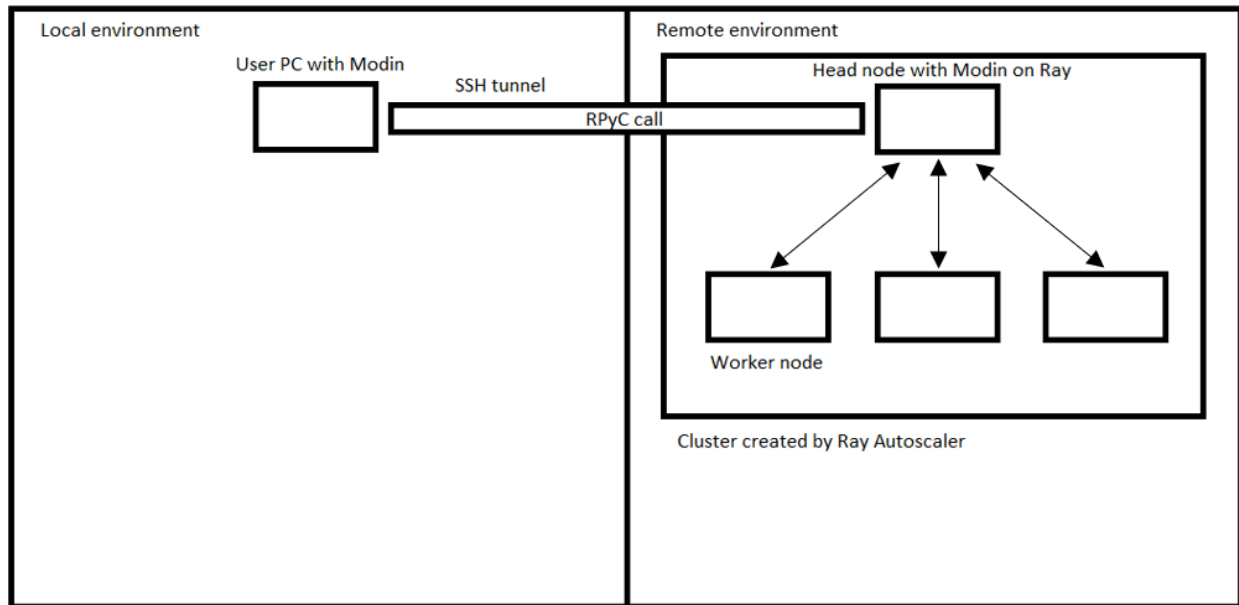 Local environment
Remote environment
User PC with Modin
Head node with Modin on Ray
SSH tunnel
RPyC call
Worker node
Cluster created by Ray Autoscaler